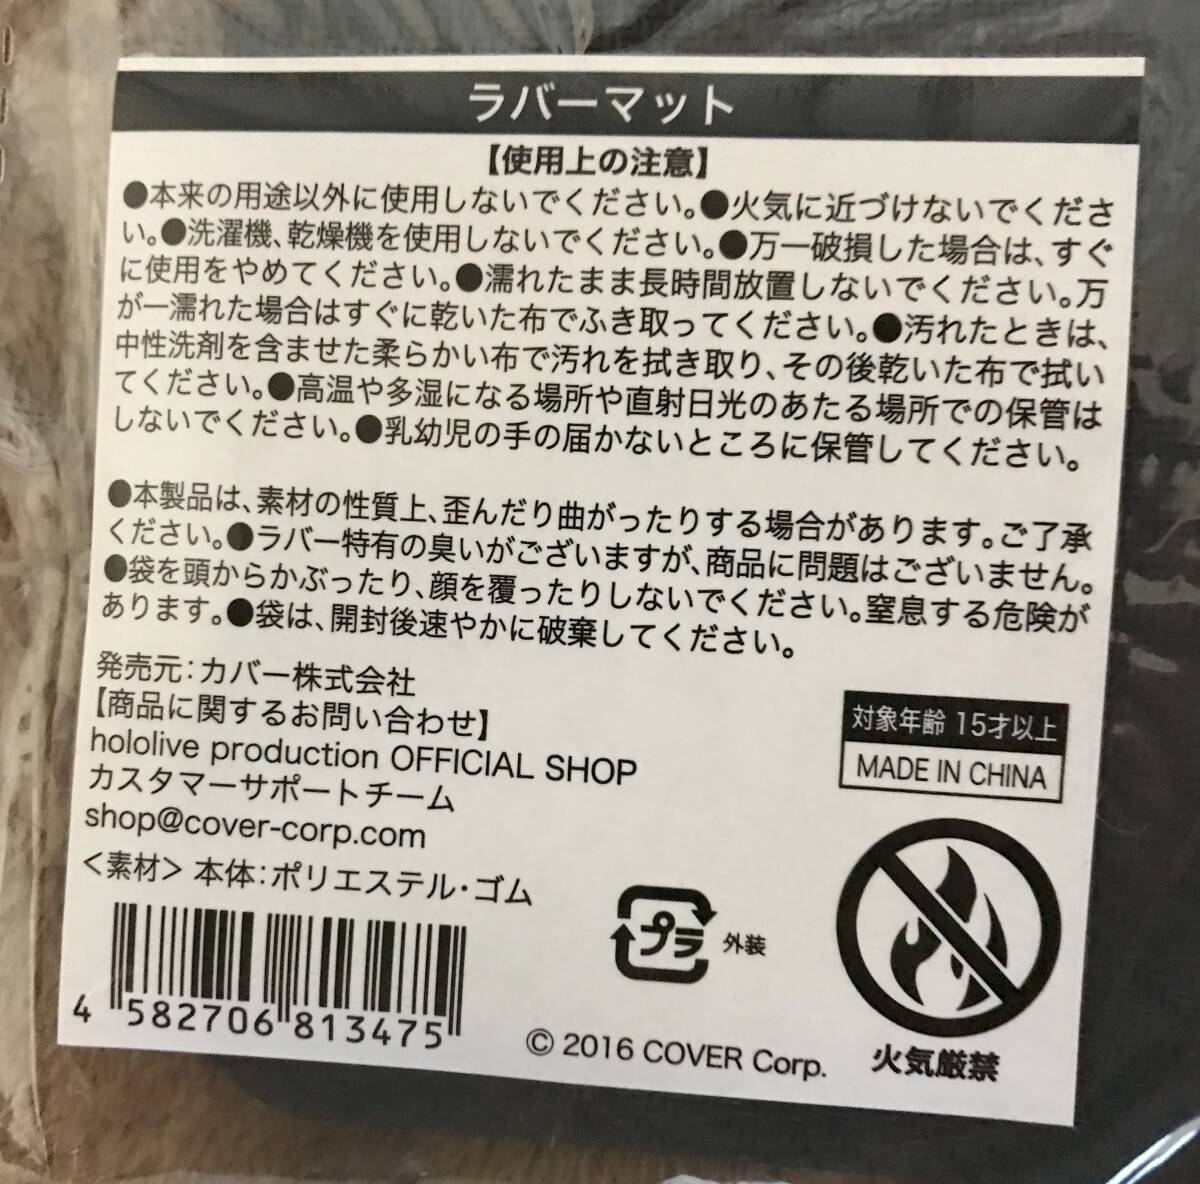 ラバーマット
【使用上の注意】
●本来の用途以外に使用しないでください。●火気に近づけないでくださ
い。●洗濯機、乾燥機を使用しないでください。●万一破損した場合は、すぐ
に使用をやめてください。●濡れたまま長時間放置しないでください。万
が一濡れた場合はすぐに乾いた布でふき取ってください。●汚れたときは、
中性洗剤を含ませた柔らかい布で汚れを拭き取り、その後乾いた布で拭い
てください。●高温や多湿になる場所や直射日光のあたる場所での保管は
しないでください。●乳幼児の手の届かないところに保管してください。
●本製品は、素材の性質上、歪んだり曲がったりする場合があります。ご了承
ください。●ラバー特有の臭いがございますが、商品に問題はございません。
●袋を頭からかぶったり、顔を覆ったりしないでください。窒息する危険が
あります。●袋は、開封後速やかに破棄してください。
発売元：カバー株式会社
【商品に関するお問い合わせ】
hololive production OFFICIAL SHOP
カスタマーサポートチーム
shop@cover-corp.com
＜素材＞ 本体：ポリエステル・ゴム
対象年齢 15才以上
MADE IN CHINA
プラ 外装
火気厳禁
4 582706 813475
© 2016 COVER Corp.